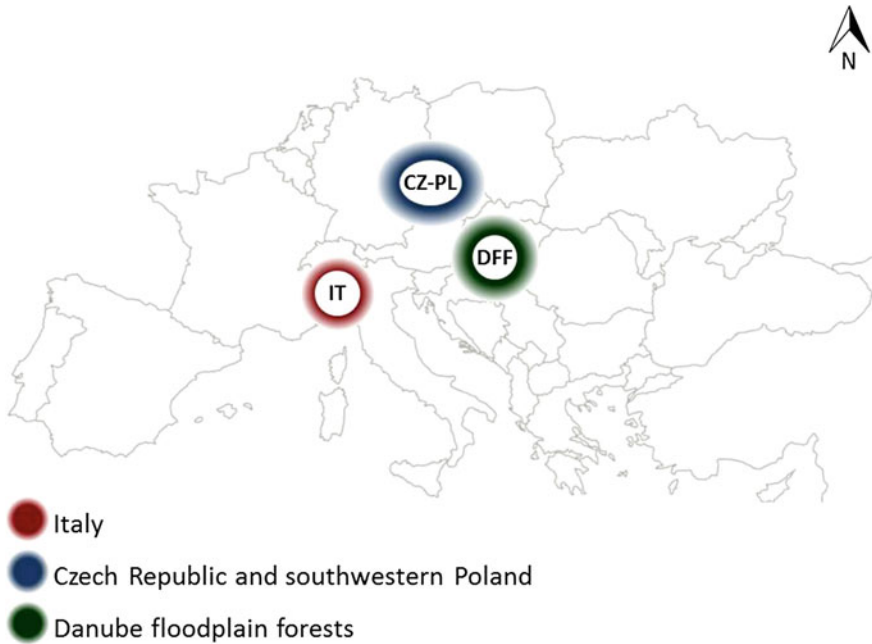 N
CZ-PL
DFF
IT
Italy
Czech Republic and southwestern Poland
Danube floodplain forests